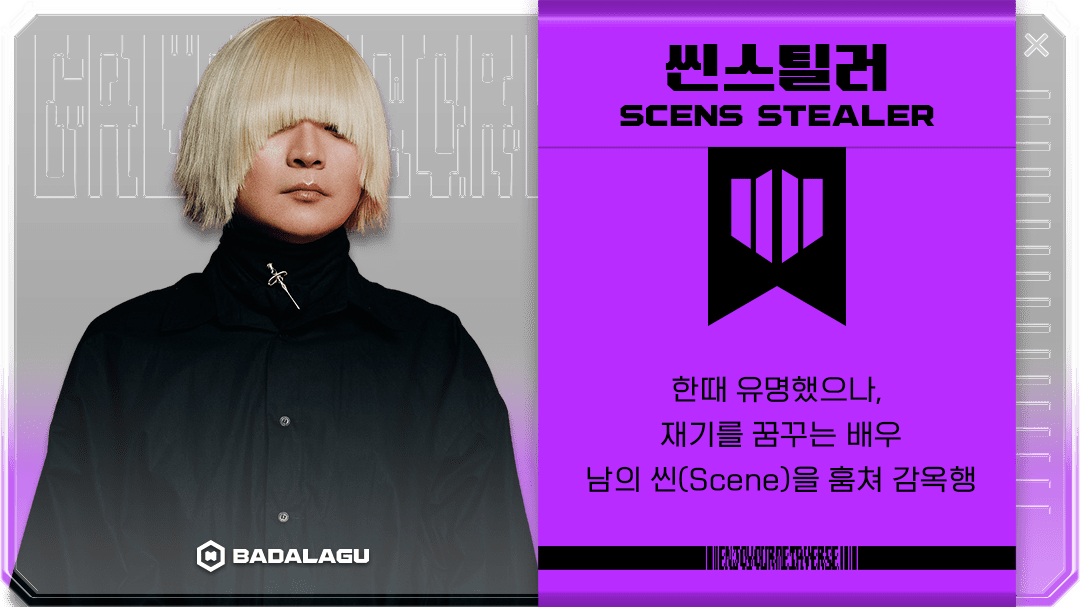 씬스틸러
SCENS STEALER
한때 유명했으나,
재기를 꿈꾸는 배우
남의 씬(Scene)을 훔쳐 감옥행
BADALAGU
ENJOYOURMETAVERSE